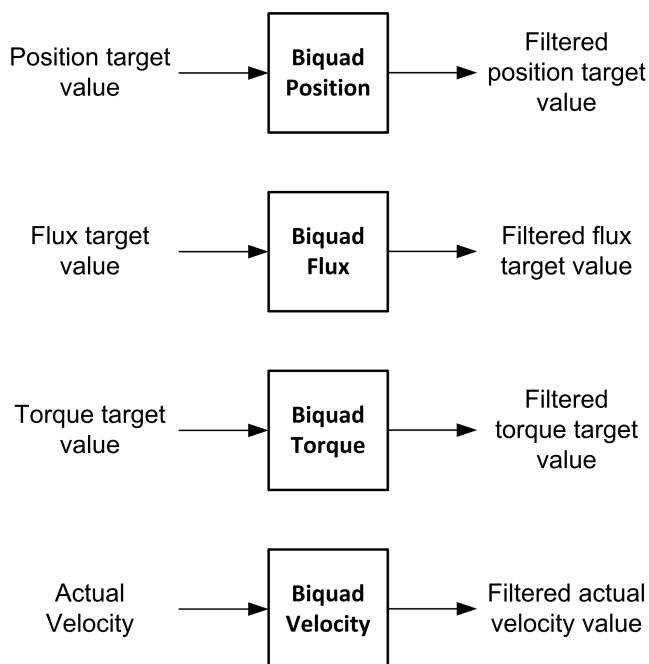 Position target
value
Biquad
Position
Filtered
position target
value
Flux target
value
Biquad
Flux
Filtered flux
target value
Torque target
value
Biquad
Torque
Filtered
torque target
value
Actual
Velocity
Biquad
Velocity
Filtered actual
velocity value